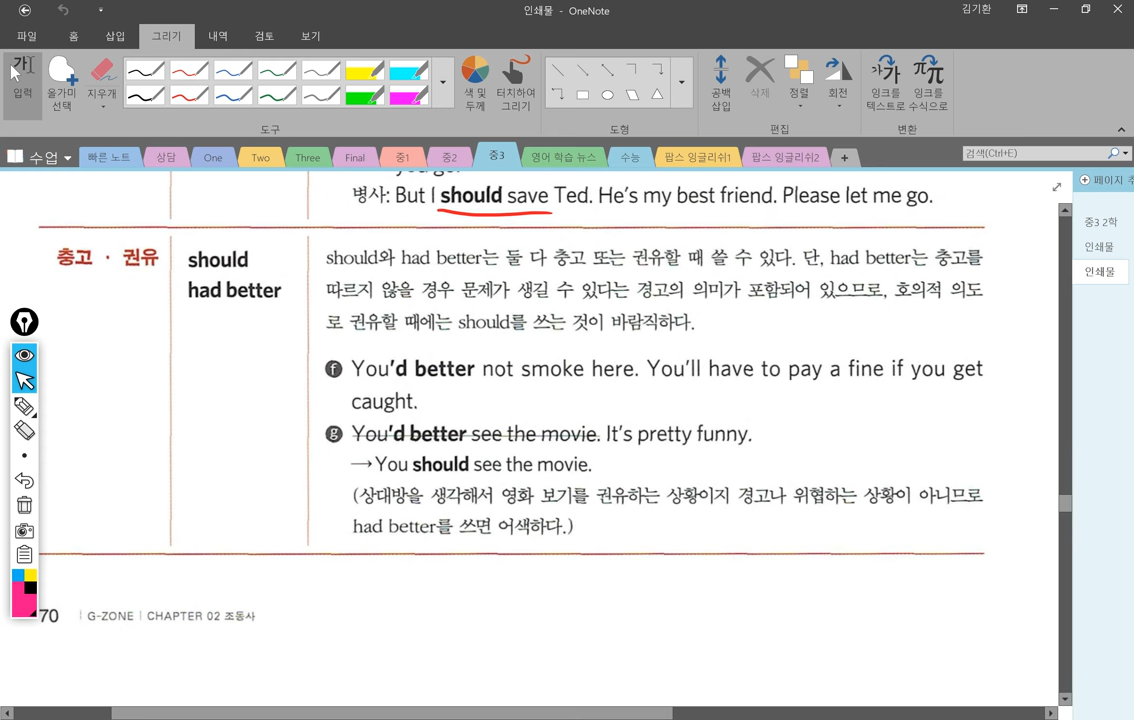 인쇄물 - OneNote
김기환
파일 홈 삽입 그리기 내역 검토 보기
입력
올가미 선택
지우개
색 및 두께
터치하여 그리기
공백 삽입
삭제
정렬
회전
잉크를 텍스트로
잉크를 수식으로
도구
도형
편집
변환
수업
빠른 노트 상담 One Two Three Final 중1 중2 중3 영어 학습 뉴스 수능 팝스 잉글리쉬1 팝스 잉글리쉬2
검색(Ctrl+E)
페이지 추
중3 2학
인쇄물
인쇄물
you go.
병사: But I should save Ted. He's my best friend. Please let me go.
충고 · 권유
should
had better
should와 had better는 둘 다 충고 또는 권유할 때 쓸 수 있다. 단, had better는 충고를
따르지 않을 경우 문제가 생길 수 있다는 경고의 의미가 포함되어 있으므로, 호의적 의도
로 권유할 때에는 should를 쓰는 것이 바람직하다.
f You'd better not smoke here. You'll have to pay a fine if you get
caught.
g You'd better see the movie. It's pretty funny.
→ You should see the movie.
(상대방을 생각해서 영화 보기를 권유하는 상황이지 경고나 위협하는 상황이 아니므로
had better를 쓰면 어색하다.)
70 G-ZONE | CHAPTER 02 조동사